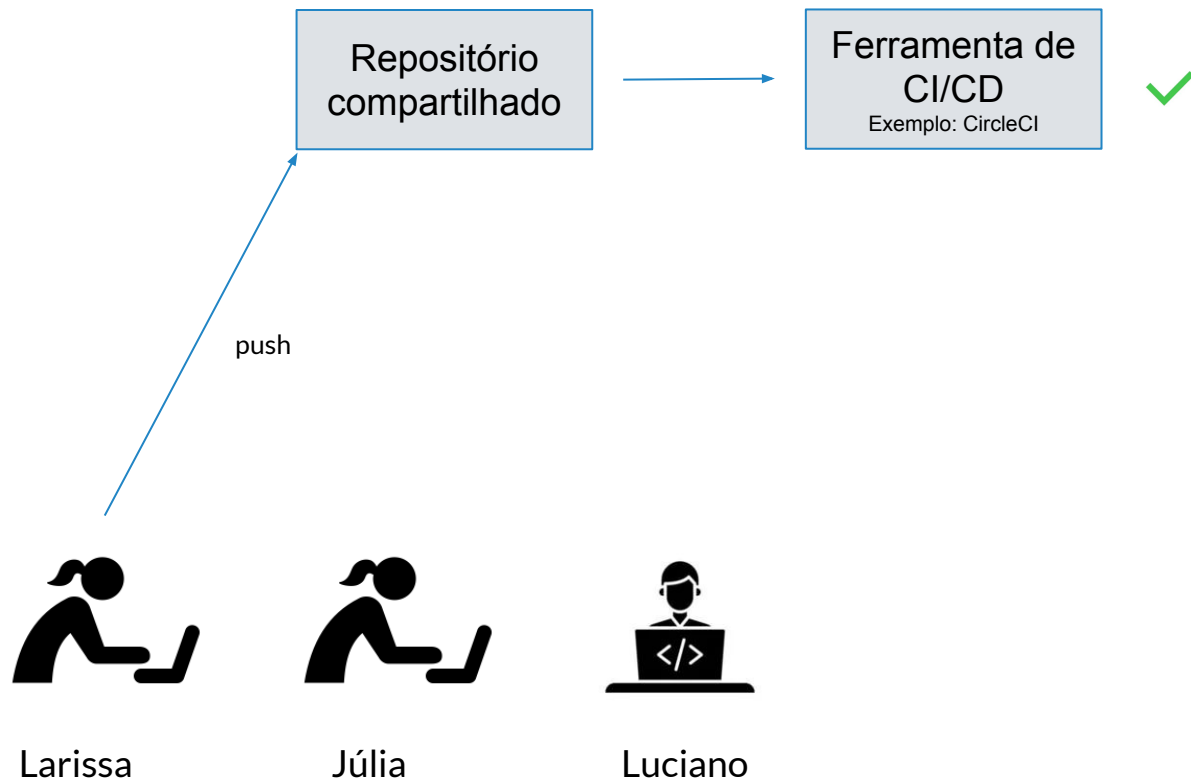 Repositório
compartilhado
Ferramenta de
CI/CD
Exemplo: CircleCI
push
</>
Larissa
Júlia
Luciano